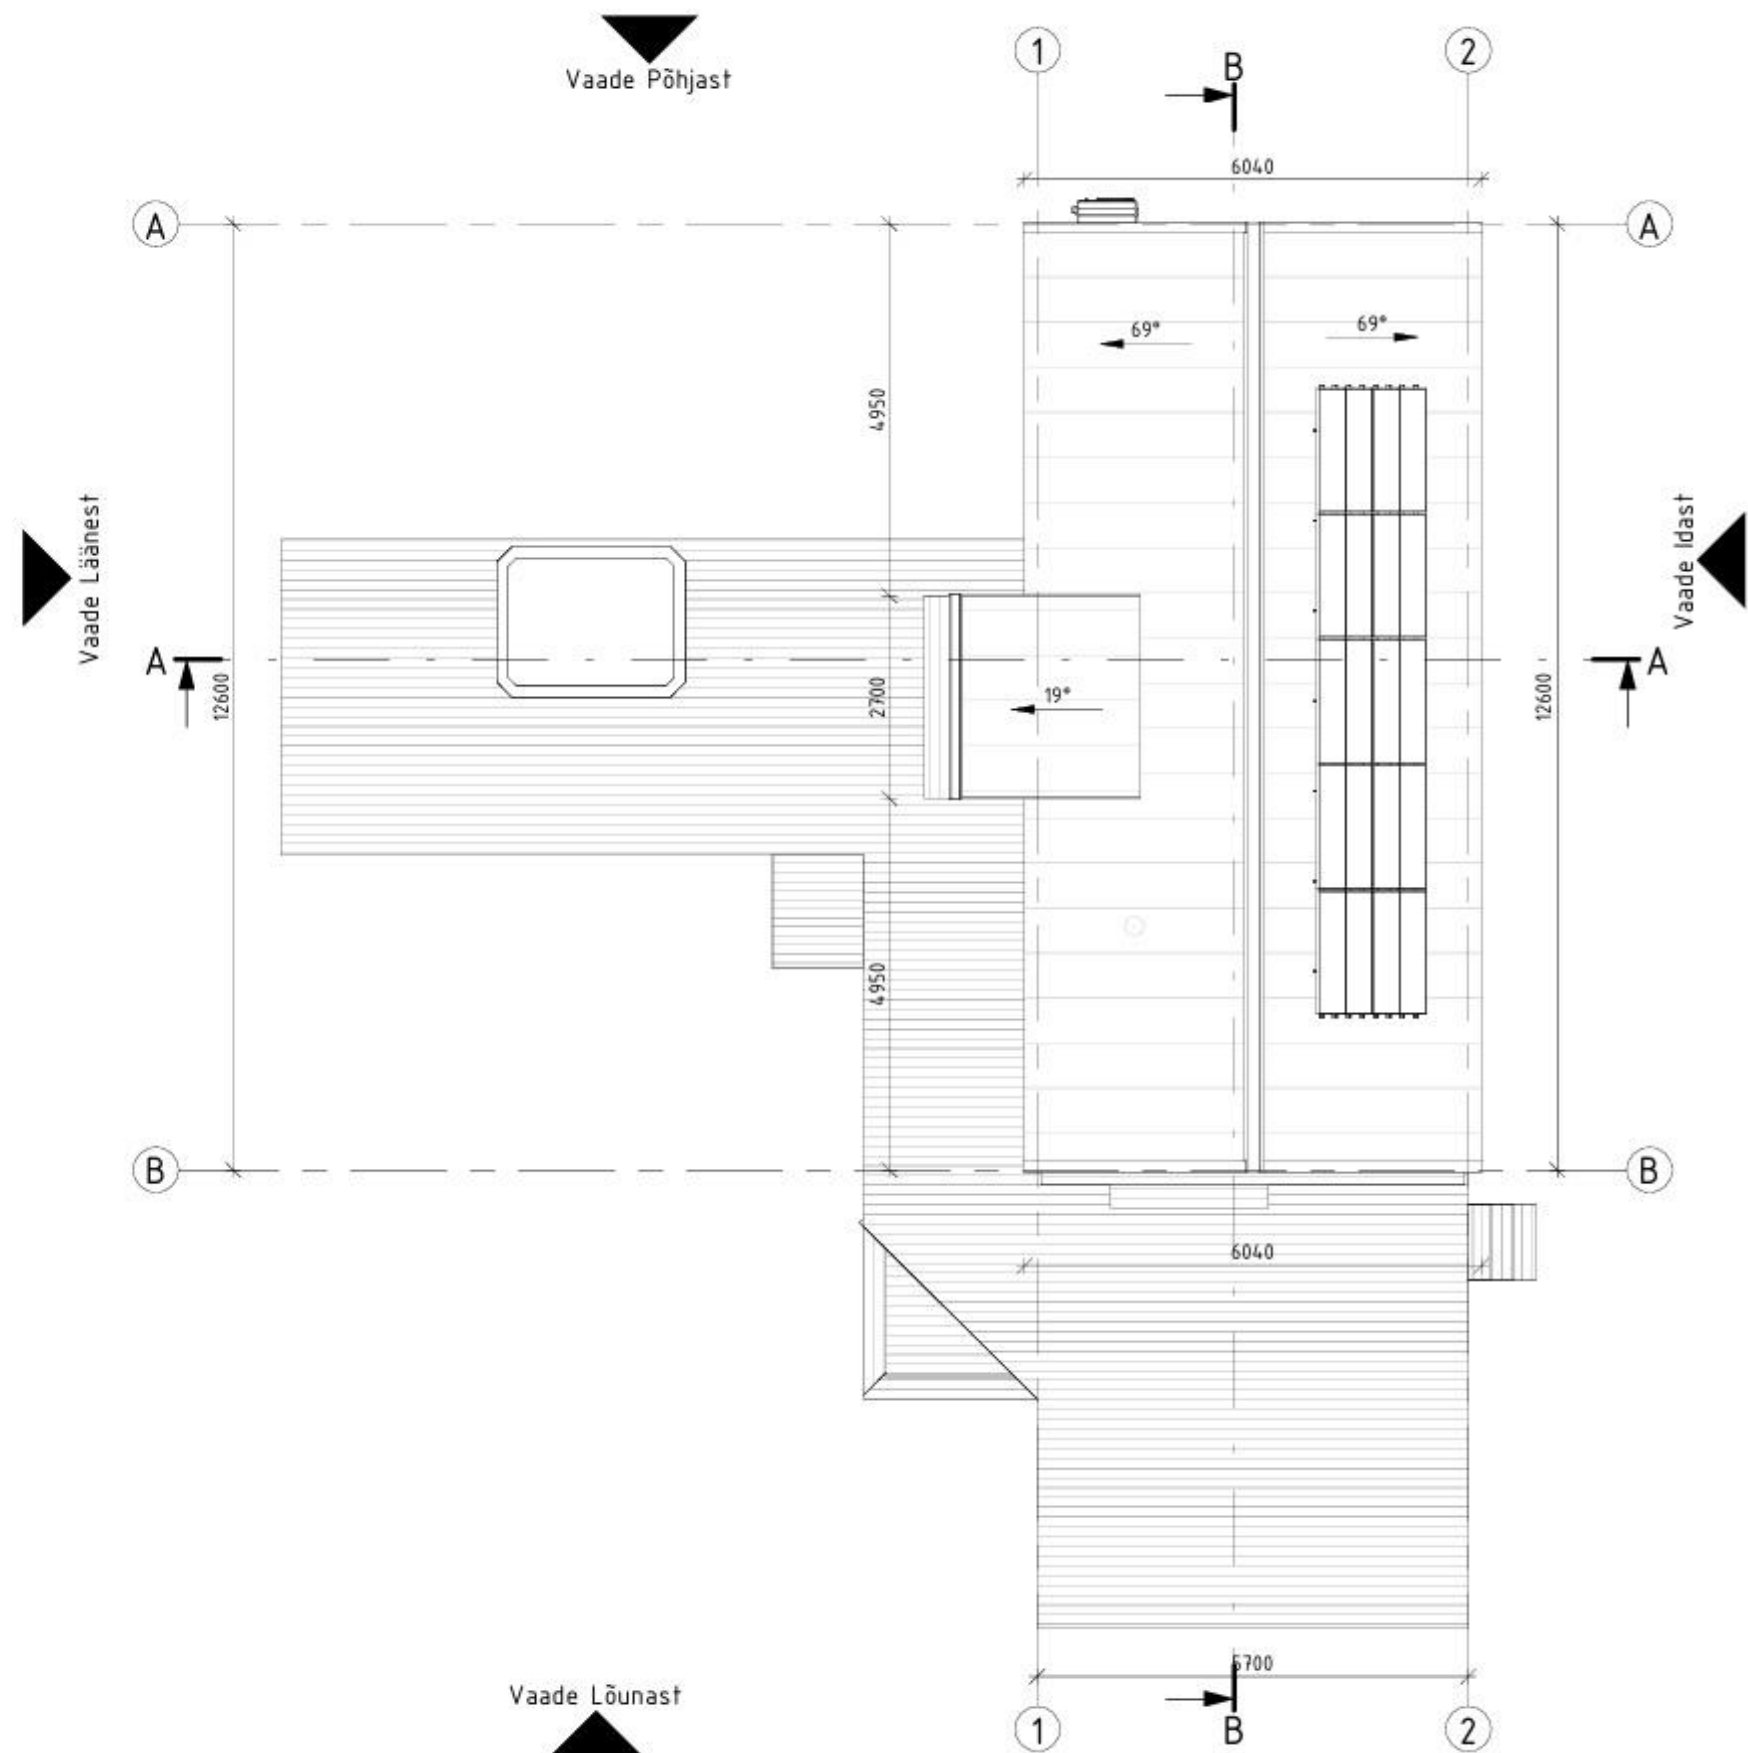 Vaade Põhjast
1
2
B
6040
A
A
69°
69°
4950
Vaade Läänest
Vaade Idast
A
A
12600
2700
19°
12600
4950
B
B
6040
5700
Vaade Lõunast
1
B
2